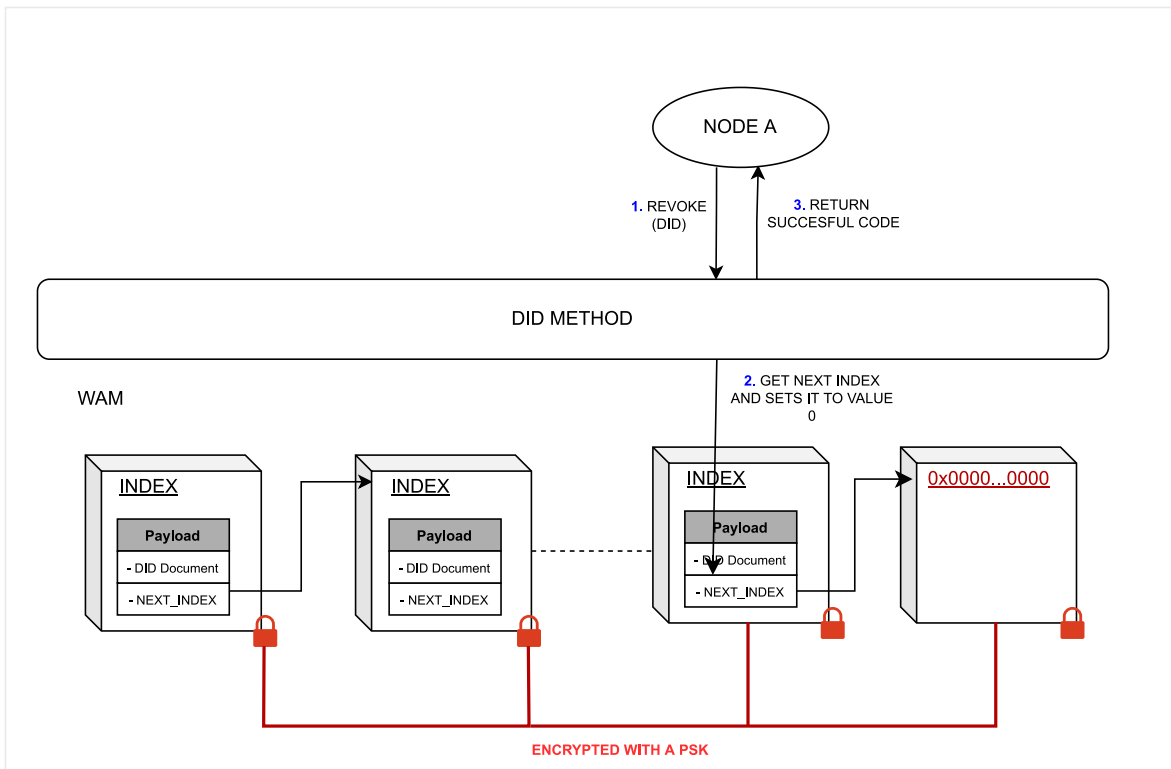 NODE A
1. REVOKE
(DID)
3. RETURN
SUCCESFUL CODE
DID METHOD
WAM
2. GET NEXT INDEX
AND SETS IT TO VALUE
0
INDEX
Payload
- DID Document
- NEXT_INDEX
INDEX
Payload
- DID Document
- NEXT_INDEX
INDEX
Payload
- DID Document
- NEXT_INDEX
0x0000...0000
ENCRYPTED WITH A PSK